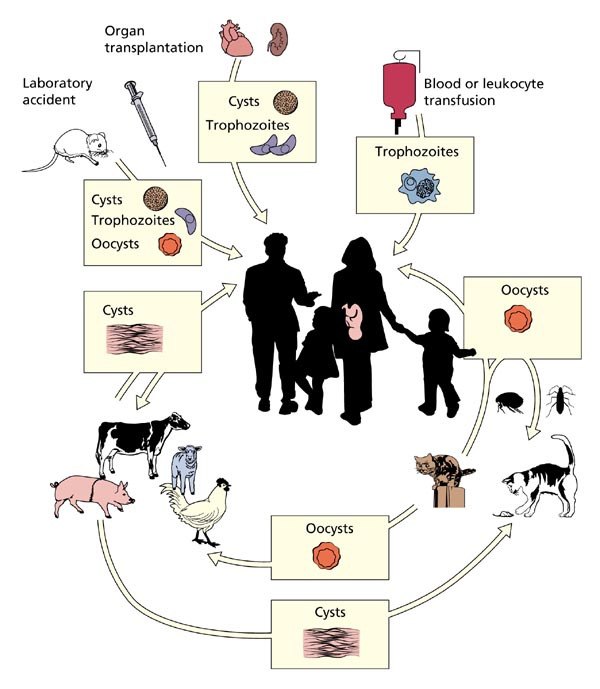 Organ
transplantation
Laboratory
accident
Blood or leukocyte
transfusion
Cysts
Trophozoites
Trophozoites
Cysts
Trophozoites
Oocysts
Oocysts
Cysts
Oocysts
Cysts